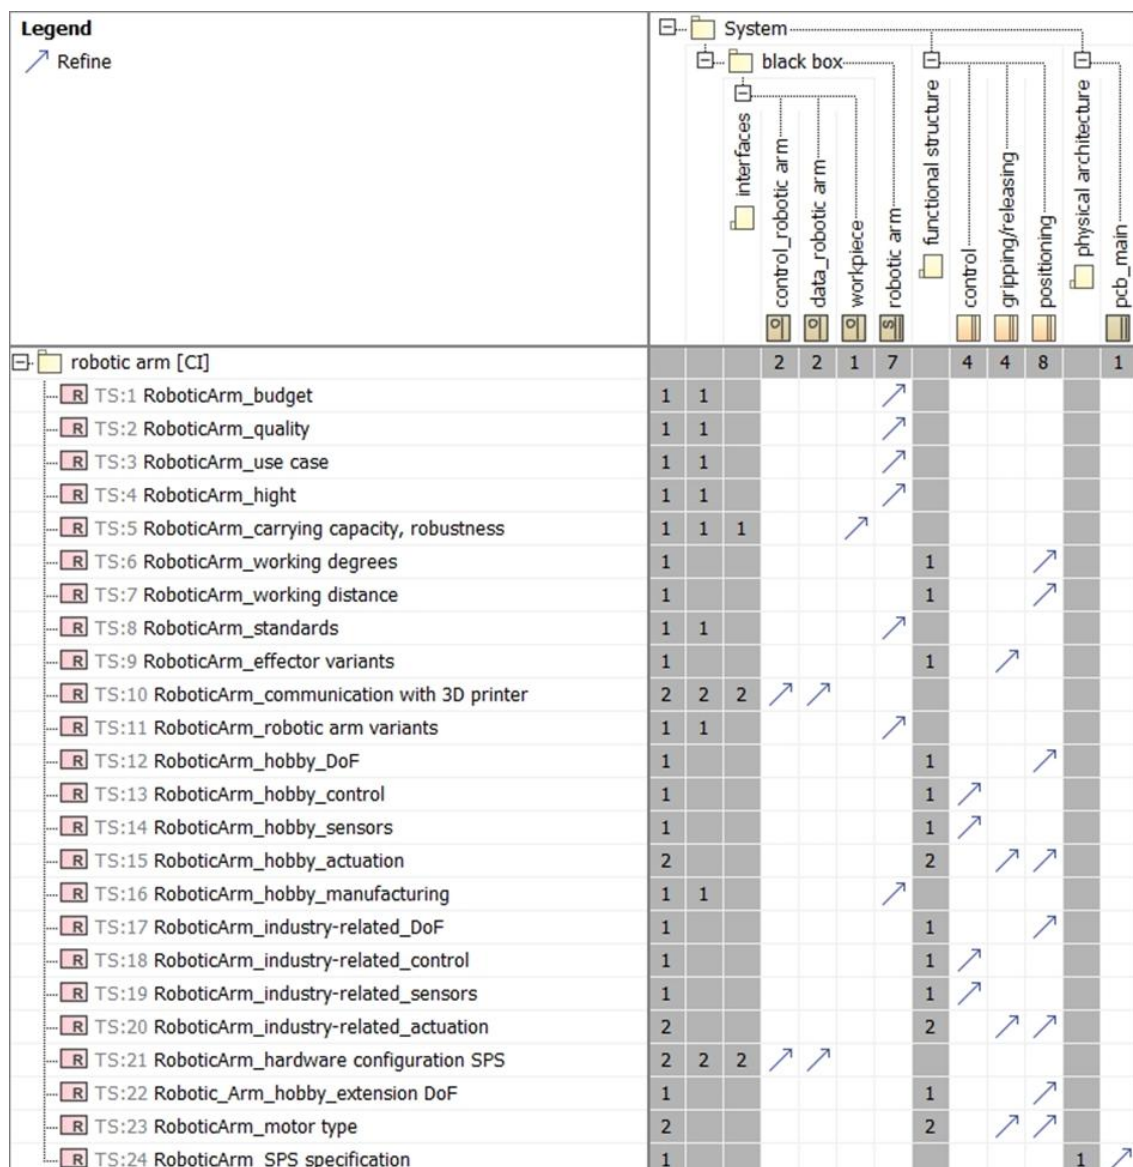 Legend
Refine
System
black box
interfaces
control_robotic arm
data_robotic arm
workpiece
robotic arm
functional structure
control
gripping/releasing
positioning
physical architecture
pcb_main
robotic arm [CI] 2 2 1 7 4 4 8 1
R TS:1 RoboticArm_budget 1 1
R TS:2 RoboticArm_quality 1 1
R TS:3 RoboticArm_use case 1 1
R TS:4 RoboticArm_hight 1 1
R TS:5 RoboticArm_carrying capacity, robustness 1 1 1
R TS:6 RoboticArm_working degrees 1 1
R TS:7 RoboticArm_working distance 1 1
R TS:8 RoboticArm_standards 1 1
R TS:9 RoboticArm_effector variants 1 1
R TS:10 RoboticArm_communication with 3D printer 2 2 2
R TS:11 RoboticArm_robotic arm variants 1 1
R TS:12 RoboticArm_hobby_DoF 1 1
R TS:13 RoboticArm_hobby_control 1 1
R TS:14 RoboticArm_hobby_sensors 1 1
R TS:15 RoboticArm_hobby_actuation 2 2
R TS:16 RoboticArm_hobby_manufacturing 1 1
R TS:17 RoboticArm_industry-related_DoF 1 1
R TS:18 RoboticArm_industry-related_control 1 1
R TS:19 RoboticArm_industry-related_sensors 1 1
R TS:20 RoboticArm_industry-related_actuation 2 2
R TS:21 RoboticArm_hardware configuration SPS 2 2 2
R TS:22 Robotic_Arm_hobby_extension DoF 1 1
R TS:23 RoboticArm_motor type 2 2
R TS:24 RoboticArm_SPS specification 1 1